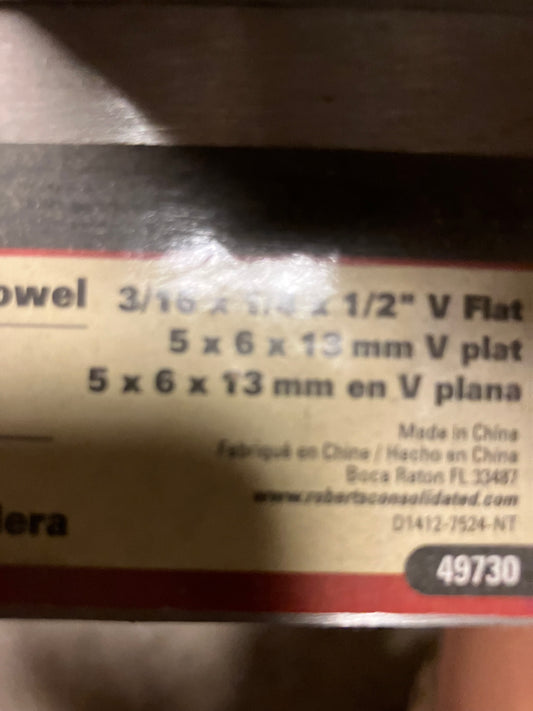 owel 3/16 x 1/4 x 1/2" V Flat
5 x 6 x 13 mm V plat
5 x 6 x 13 mm en V plana
Made in China
Fabriqué en Chine / Hecho en China
Boca Raton FL 33487
www.robertsconsolidated.com
lera
D1412-7524-NT
49730